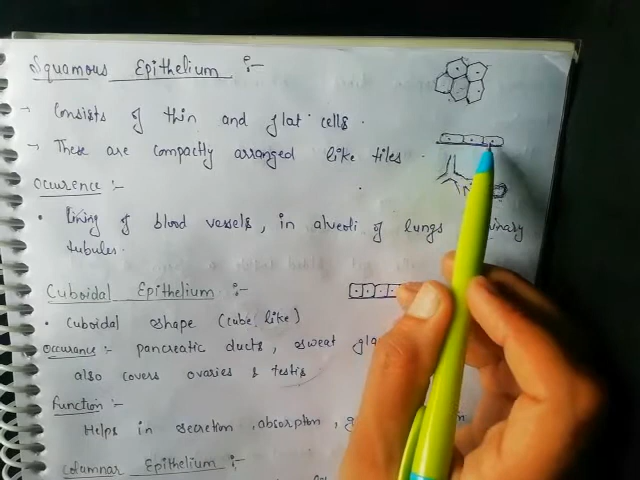 Squamous Epithelium :-
→ Consists of thin and flat cells.
→ These are compactly arranged like tiles.
Occurence :-
• Lining of blood vessels, in alveoli of lungs
tubules.
Cuboidal Epithelium :-
• Cuboidal shape (cube like)
Occurance :- pancreatic ducts, sweat
also covers ovaries & testis
Function :-
Helps in secretion, absorption,
Columnar Epithelium :-